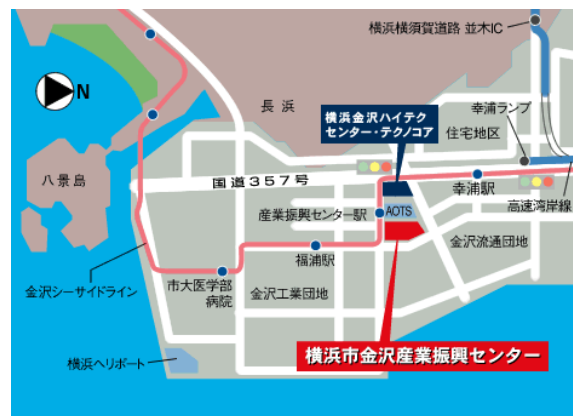 横浜横須賀道路 並木IC
N
長浜
横浜金沢ハイテク
センター・テクノコア
幸浦ランプ
住宅地区
八景島
国道357号
幸浦駅
高速湾岸線
産業振興センター駅
AOTS
金沢流通団地
福浦駅
市大医学部
病院
金沢シーサイドライン
金沢工業団地
横浜市金沢産業振興センター
横浜ヘリポート